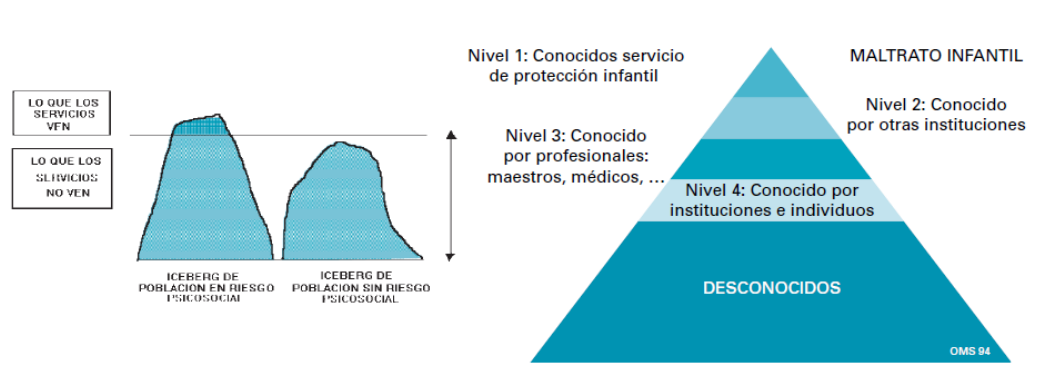 LO QUE LOS
SERVICIOS
VEN
LO QUE LOS
SERVICIOS
NO VEN
ICEBERG DE
POBLACION EN RIESGO
PSICOSOCIAL
ICEBERG DE
POBLACION SIN RIESGO
PSICOSOCIAL
Nivel 1: Conocidos servicio
de protección infantil
MALTRATO INFANTIL
Nivel 2: Conocido
por otras instituciones
Nivel 3: Conocido
por profesionales:
maestros, médicos, …
Nivel 4: Conocido por
instituciones e individuos
DESCONOCIDOS
OMS 94